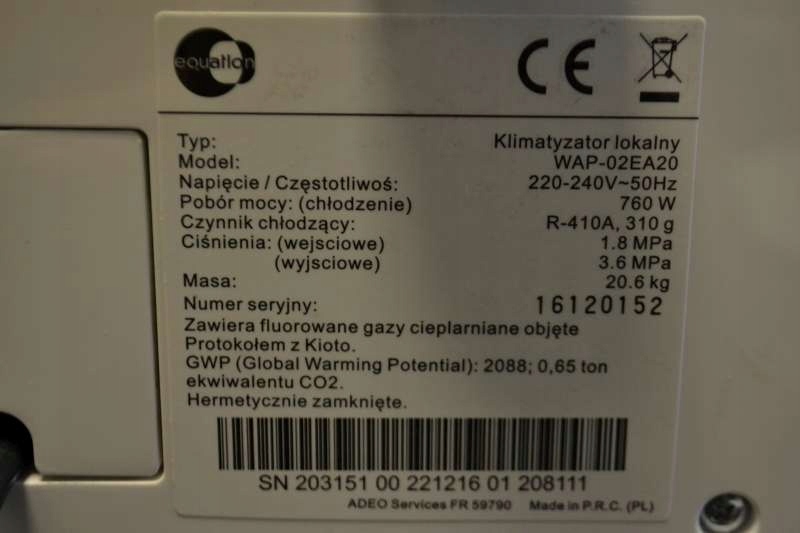 equation
CE
Typ: Klimatyzator lokalny
Model: WAP-02EA20
Napięcie / Częstotliwoś: 220-240V~50Hz
Pobór mocy: (chłodzenie) 760 W
Czynnik chłodzący: R-410A, 310 g
Ciśnienia: (wejsciowe) 1.8 MPa
(wyjsciowe) 3.6 MPa
Masa: 20.6 kg
Numer seryjny: 16120152
Zawiera fluorowane gazy cieplarniane objęte
Protokołem z Kioto.
GWP (Global Warming Potential): 2088; 0,65 ton
ekwiwalentu CO2.
Hermetycznie zamknięte.
SN 203151 00 221216 01 208111
ADEO Services FR 59790 Made in P.R.C. (PL)